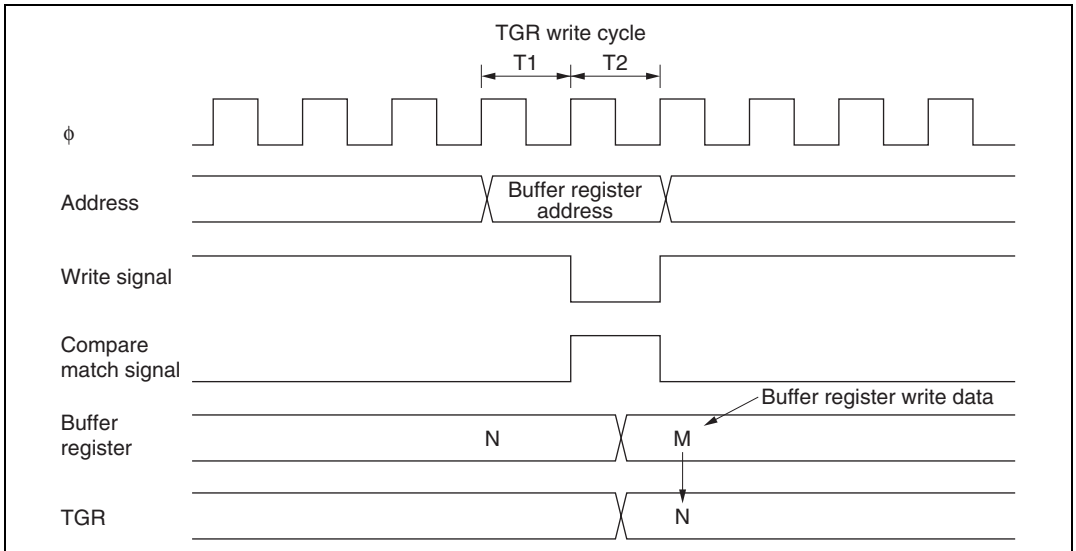 TGR write cycle
T1 T2
ϕ
Address
Buffer register
address
Write signal
Compare
match signal
Buffer register write data
Buffer
register
N M
TGR
N